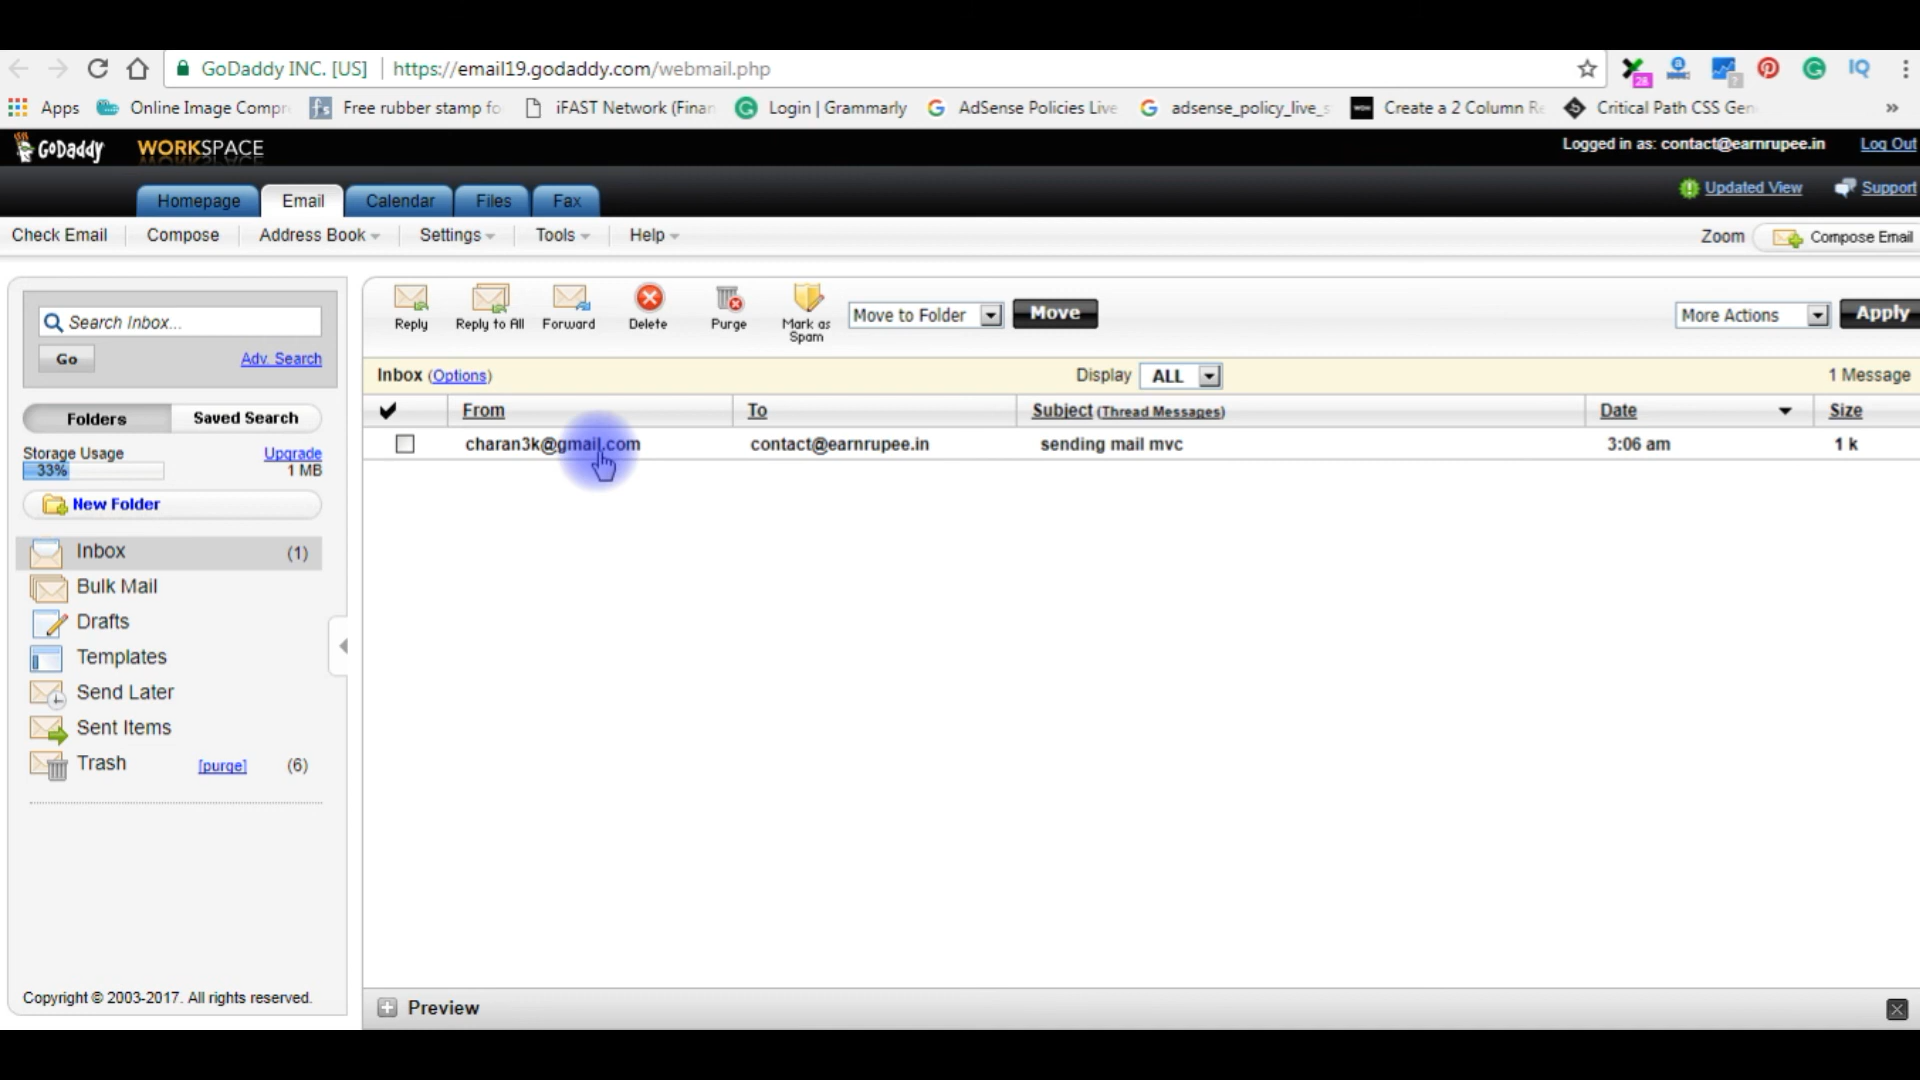 GoDaddy INC. [US] https://email19.godaddy.com/webmail.php
Apps Online Image Compr Free rubber stamp fo iFAST Network (Finan Login | Grammarly AdSense Policies Live adsense_policy_live_s Create a 2 Column Re Critical Path CSS Gen »
GoDaddy WORKSPACE Logged in as: contact@earnrupee.in Log Out
Homepage Email Calendar Files Fax Updated View Support
Check Email Compose Address Book Settings Tools Help Zoom Compose Email
Search Inbox...
Go Adv. Search
Reply Reply to All Forward Delete Purge Mark as Spam Move to Folder Move More Actions Apply
Inbox (Options) Display ALL 1 Message
From To Subject (Thread Messages) Date Size
charan3k@gmail.com contact@earnrupee.in sending mail mvc 3:06 am 1 k
Folders Saved Search
Storage Usage Upgrade
33% 1 MB
New Folder
Inbox (1)
Bulk Mail
Drafts
Templates
Send Later
Sent Items
Trash [purge] (6)
Copyright © 2003-2017. All rights reserved.
Preview